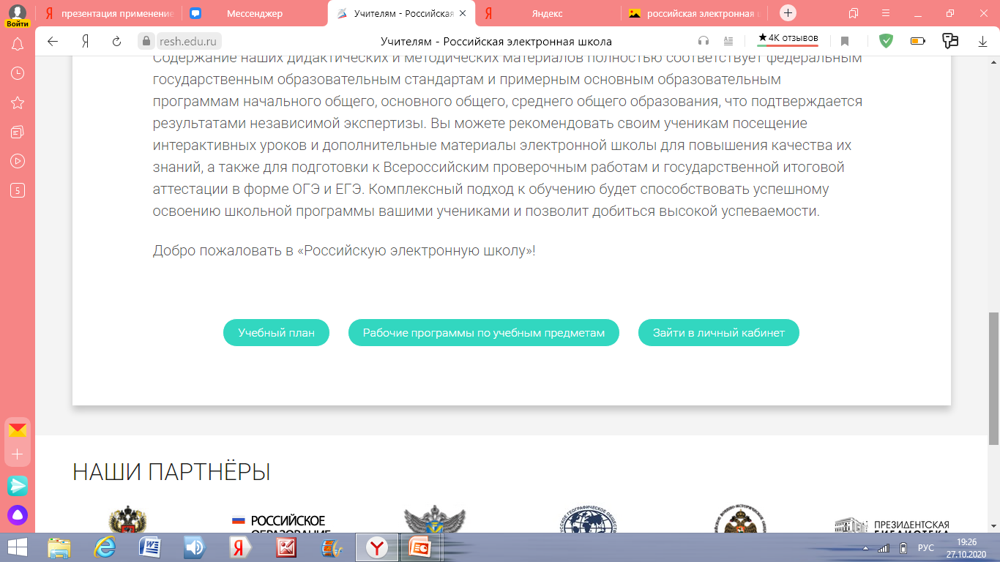 Войти
презентация применение
Мессенджер
Учителям - Российская
Яндекс
российская электронная
resh.edu.ru
Учителям - Российская электронная школа
★4К отзывов
5
Содержание наших дидактических и методических материалов полностью соответствует федеральным
государственным образовательным стандартам и примерным основным образовательным
программам начального общего, основного общего, среднего общего образования, что подтверждается
результатами независимой экспертизы. Вы можете рекомендовать своим ученикам посещение
интерактивных уроков и дополнительные материалы электронной школы для повышения качества их
знаний, а также для подготовки к Всероссийским проверочным работам и государственной итоговой
аттестации в форме ОГЭ и ЕГЭ. Комплексный подход к обучению будет способствовать успешному
освоению школьной программы вашими учениками и позволит добиться высокой успеваемости.
Добро пожаловать в «Российскую электронную школу»!
Учебный план
Рабочие программы по учебным предметам
Зайти в личный кабинет
НАШИ ПАРТНЁРЫ
РОССИЙСКОЕ
ОБРАЗОВАНИЕ
ПРЕЗИДЕНТСКАЯ
БИБЛИОТЕКА
РУС
19:26
27.10.2020